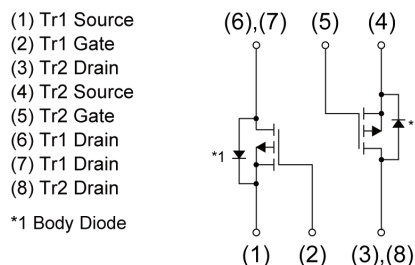 (1) Tr1 Source
(2) Tr1 Gate
(3) Tr2 Drain
(4) Tr2 Source
(5) Tr2 Gate
(6) Tr1 Drain
(7) Tr1 Drain
(8) Tr2 Drain
*1 Body Diode
(6),(7) (5) (4)
*1 *
(1) (2) (3),(8)